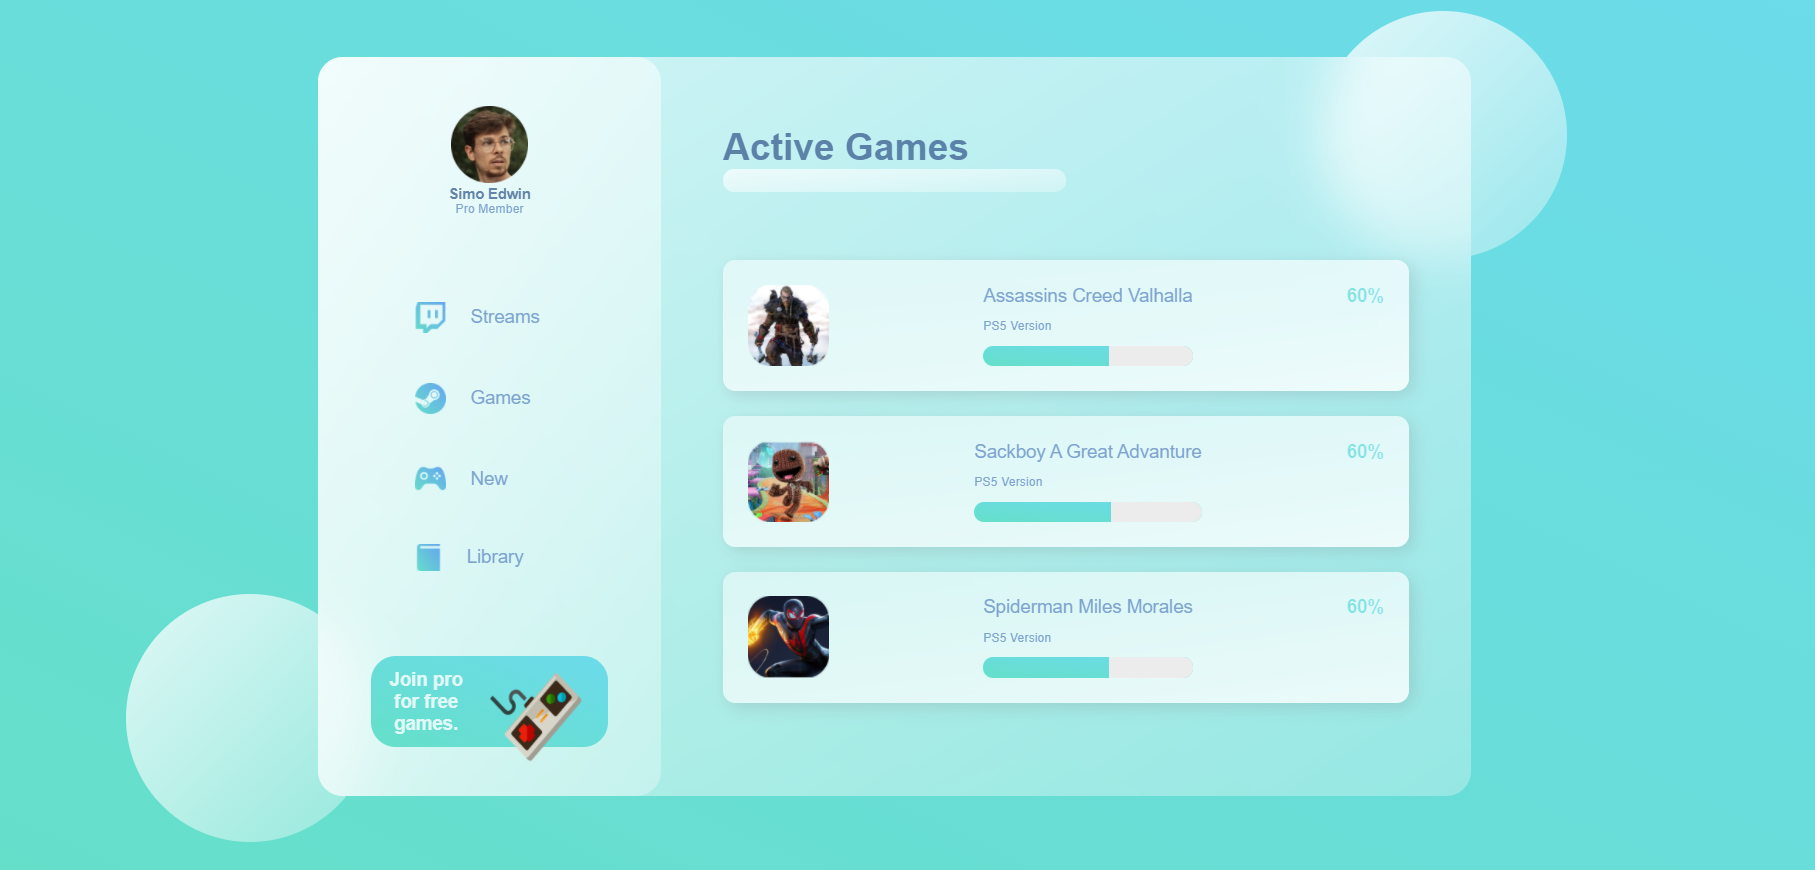 Simo Edwin
Pro Member
Streams
Games
New
Library
Join pro
for free
games.
Active Games
Assassins Creed Valhalla
60%
PS5 Version
Sackboy A Great Advanture
60%
PS5 Version
Spiderman Miles Morales
60%
PS5 Version